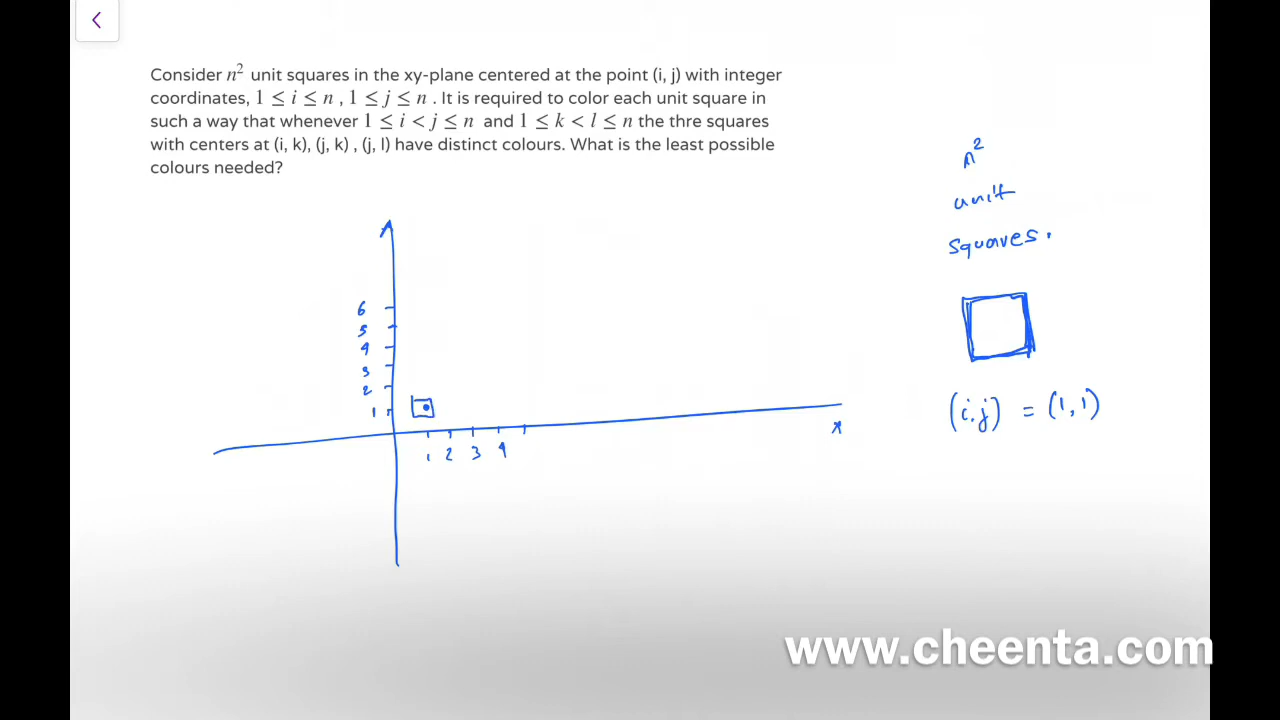 Consider n² unit squares in the xy-plane centered at the point (i, j) with integer
coordinates, 1 ≤ i ≤ n , 1 ≤ j ≤ n . It is required to color each unit square in
such a way that whenever 1 ≤ i < j ≤ n and 1 ≤ k < l ≤ n the thre squares
with centers at (i, k), (j, k) , (j, l) have distinct colours. What is the least possible
colours needed?
n²
unit
squares.
6
5
4
3
2
1
1 2 3 4
x
(i,j) = (1,1)
www.cheenta.com